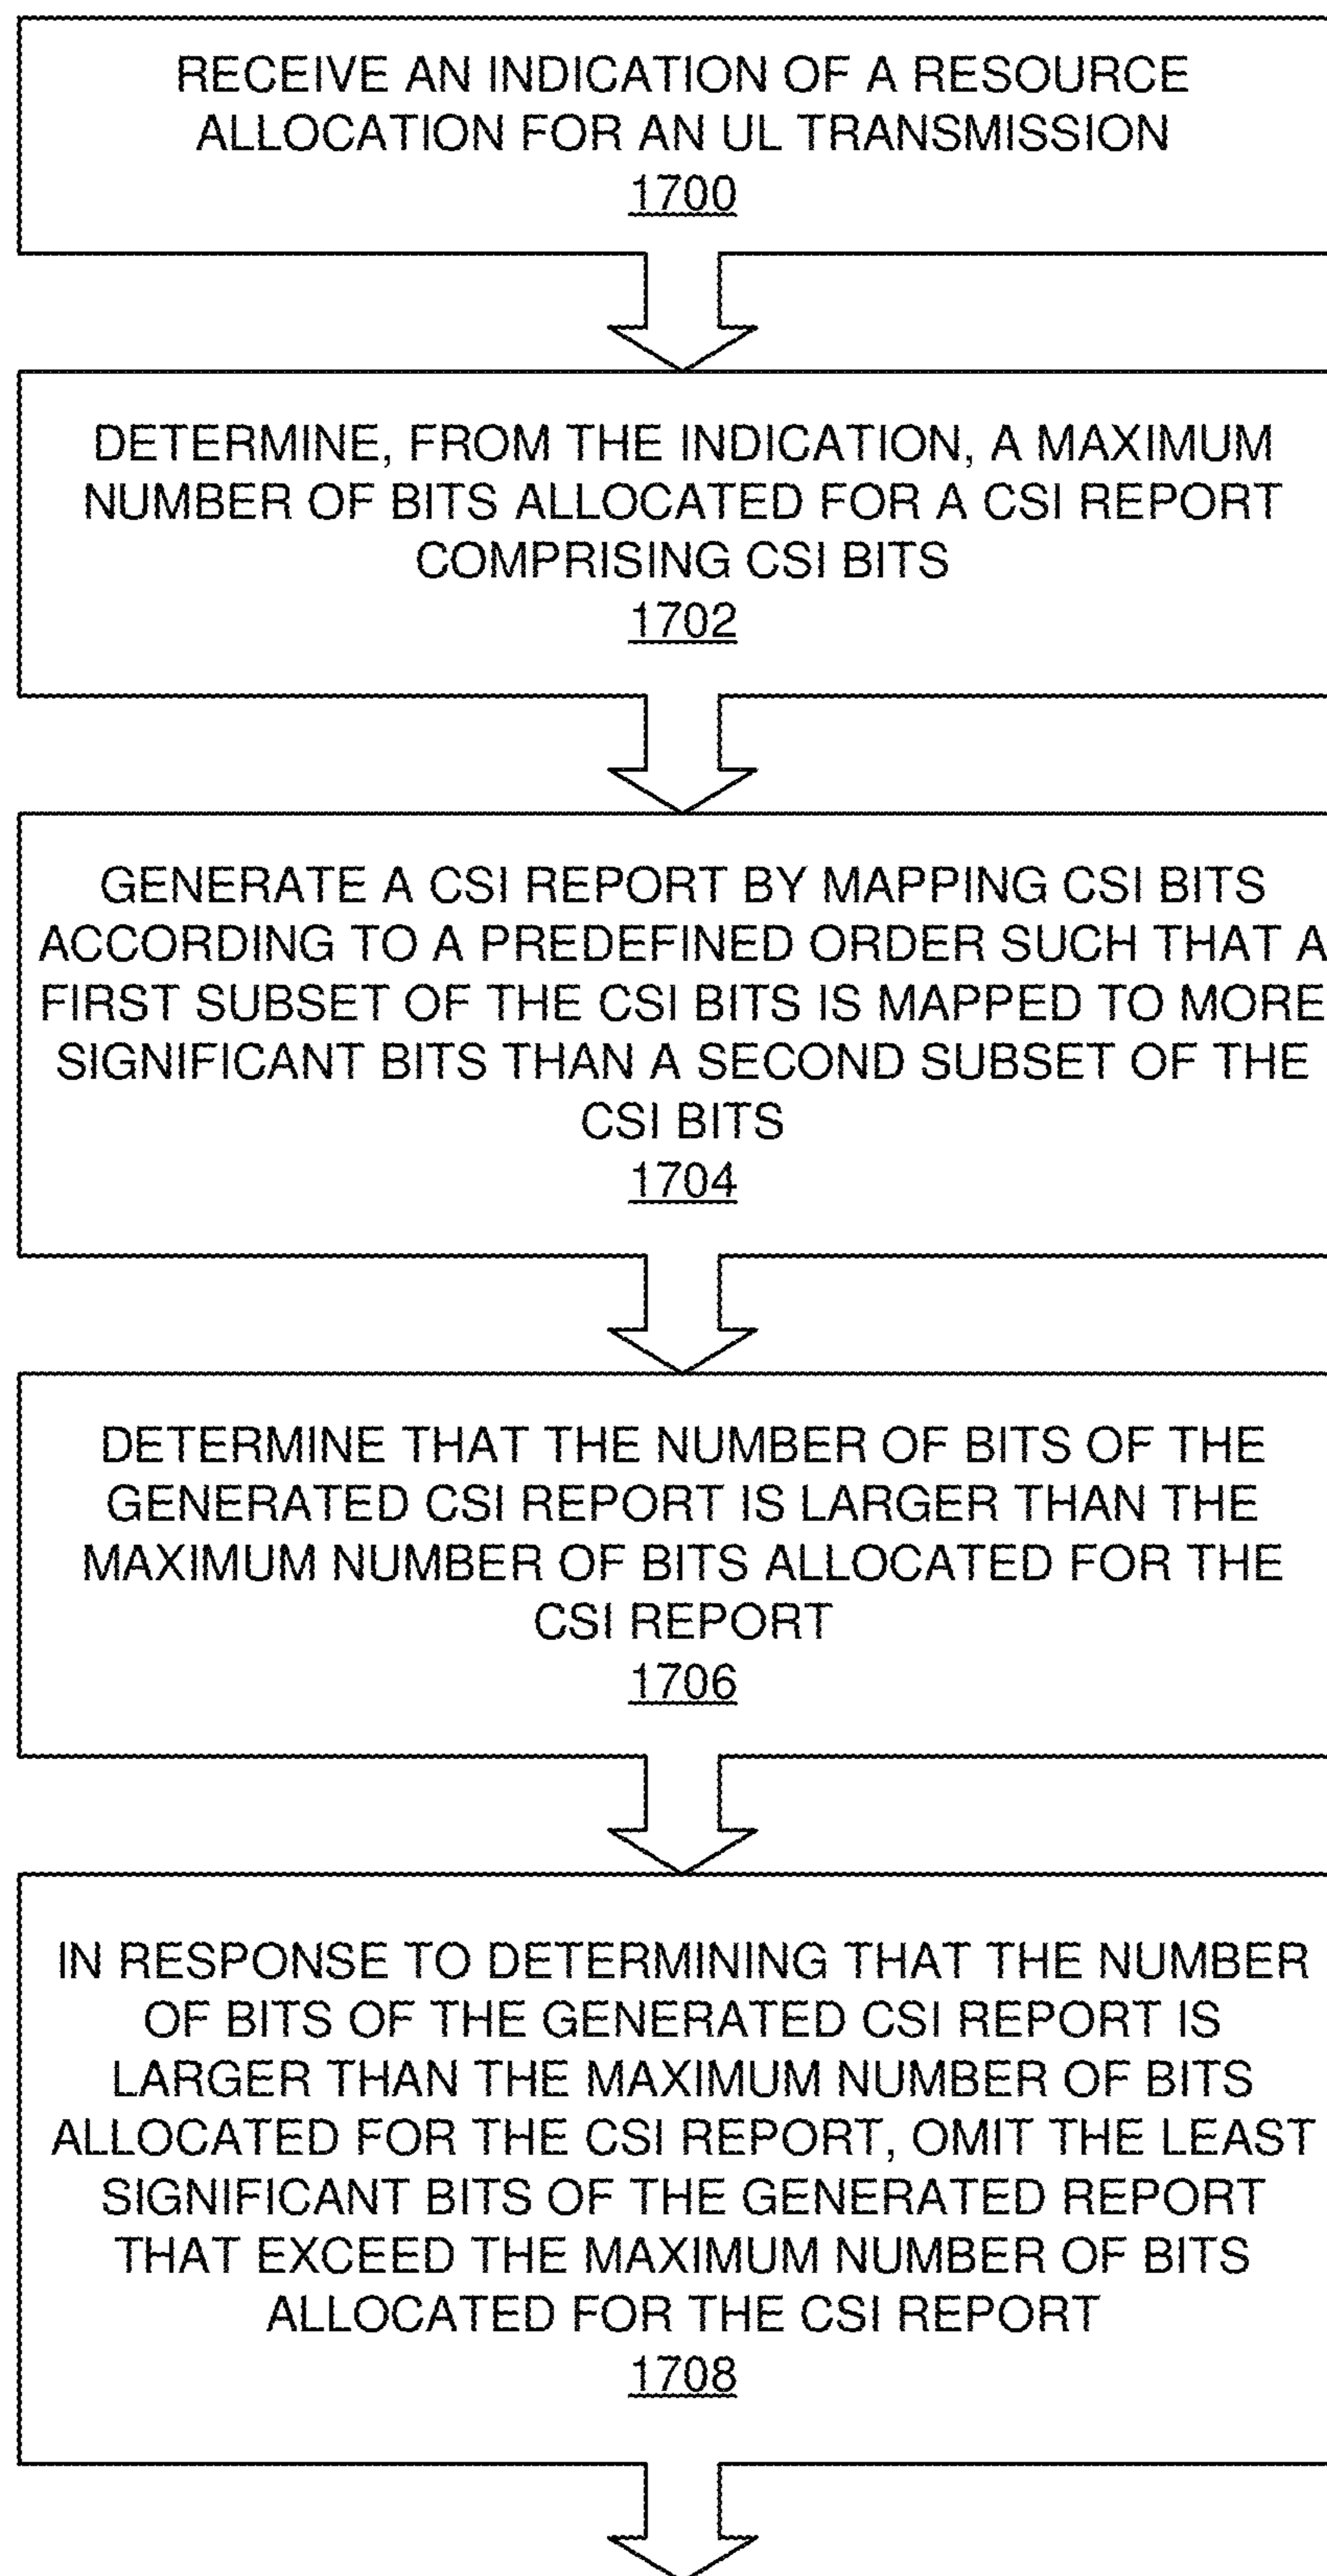 RECEIVE AN INDICATION OF A RESOURCE
ALLOCATION FOR AN UL TRANSMISSION
1700
DETERMINE, FROM THE INDICATION, A MAXIMUM
NUMBER OF BITS ALLOCATED FOR A CSI REPORT
COMPRISING CSI BITS
1702
GENERATE A CSI REPORT BY MAPPING CSI BITS
ACCORDING TO A PREDEFINED ORDER SUCH THAT A
FIRST SUBSET OF THE CSI BITS IS MAPPED TO MORE
SIGNIFICANT BITS THAN A SECOND SUBSET OF THE
CSI BITS
1704
DETERMINE THAT THE NUMBER OF BITS OF THE
GENERATED CSI REPORT IS LARGER THAN THE
MAXIMUM NUMBER OF BITS ALLOCATED FOR THE
CSI REPORT
1706
IN RESPONSE TO DETERMINING THAT THE NUMBER
OF BITS OF THE GENERATED CSI REPORT IS
LARGER THAN THE MAXIMUM NUMBER OF BITS
ALLOCATED FOR THE CSI REPORT, OMIT THE LEAST
SIGNIFICANT BITS OF THE GENERATED REPORT
THAT EXCEED THE MAXIMUM NUMBER OF BITS
ALLOCATED FOR THE CSI REPORT
1708